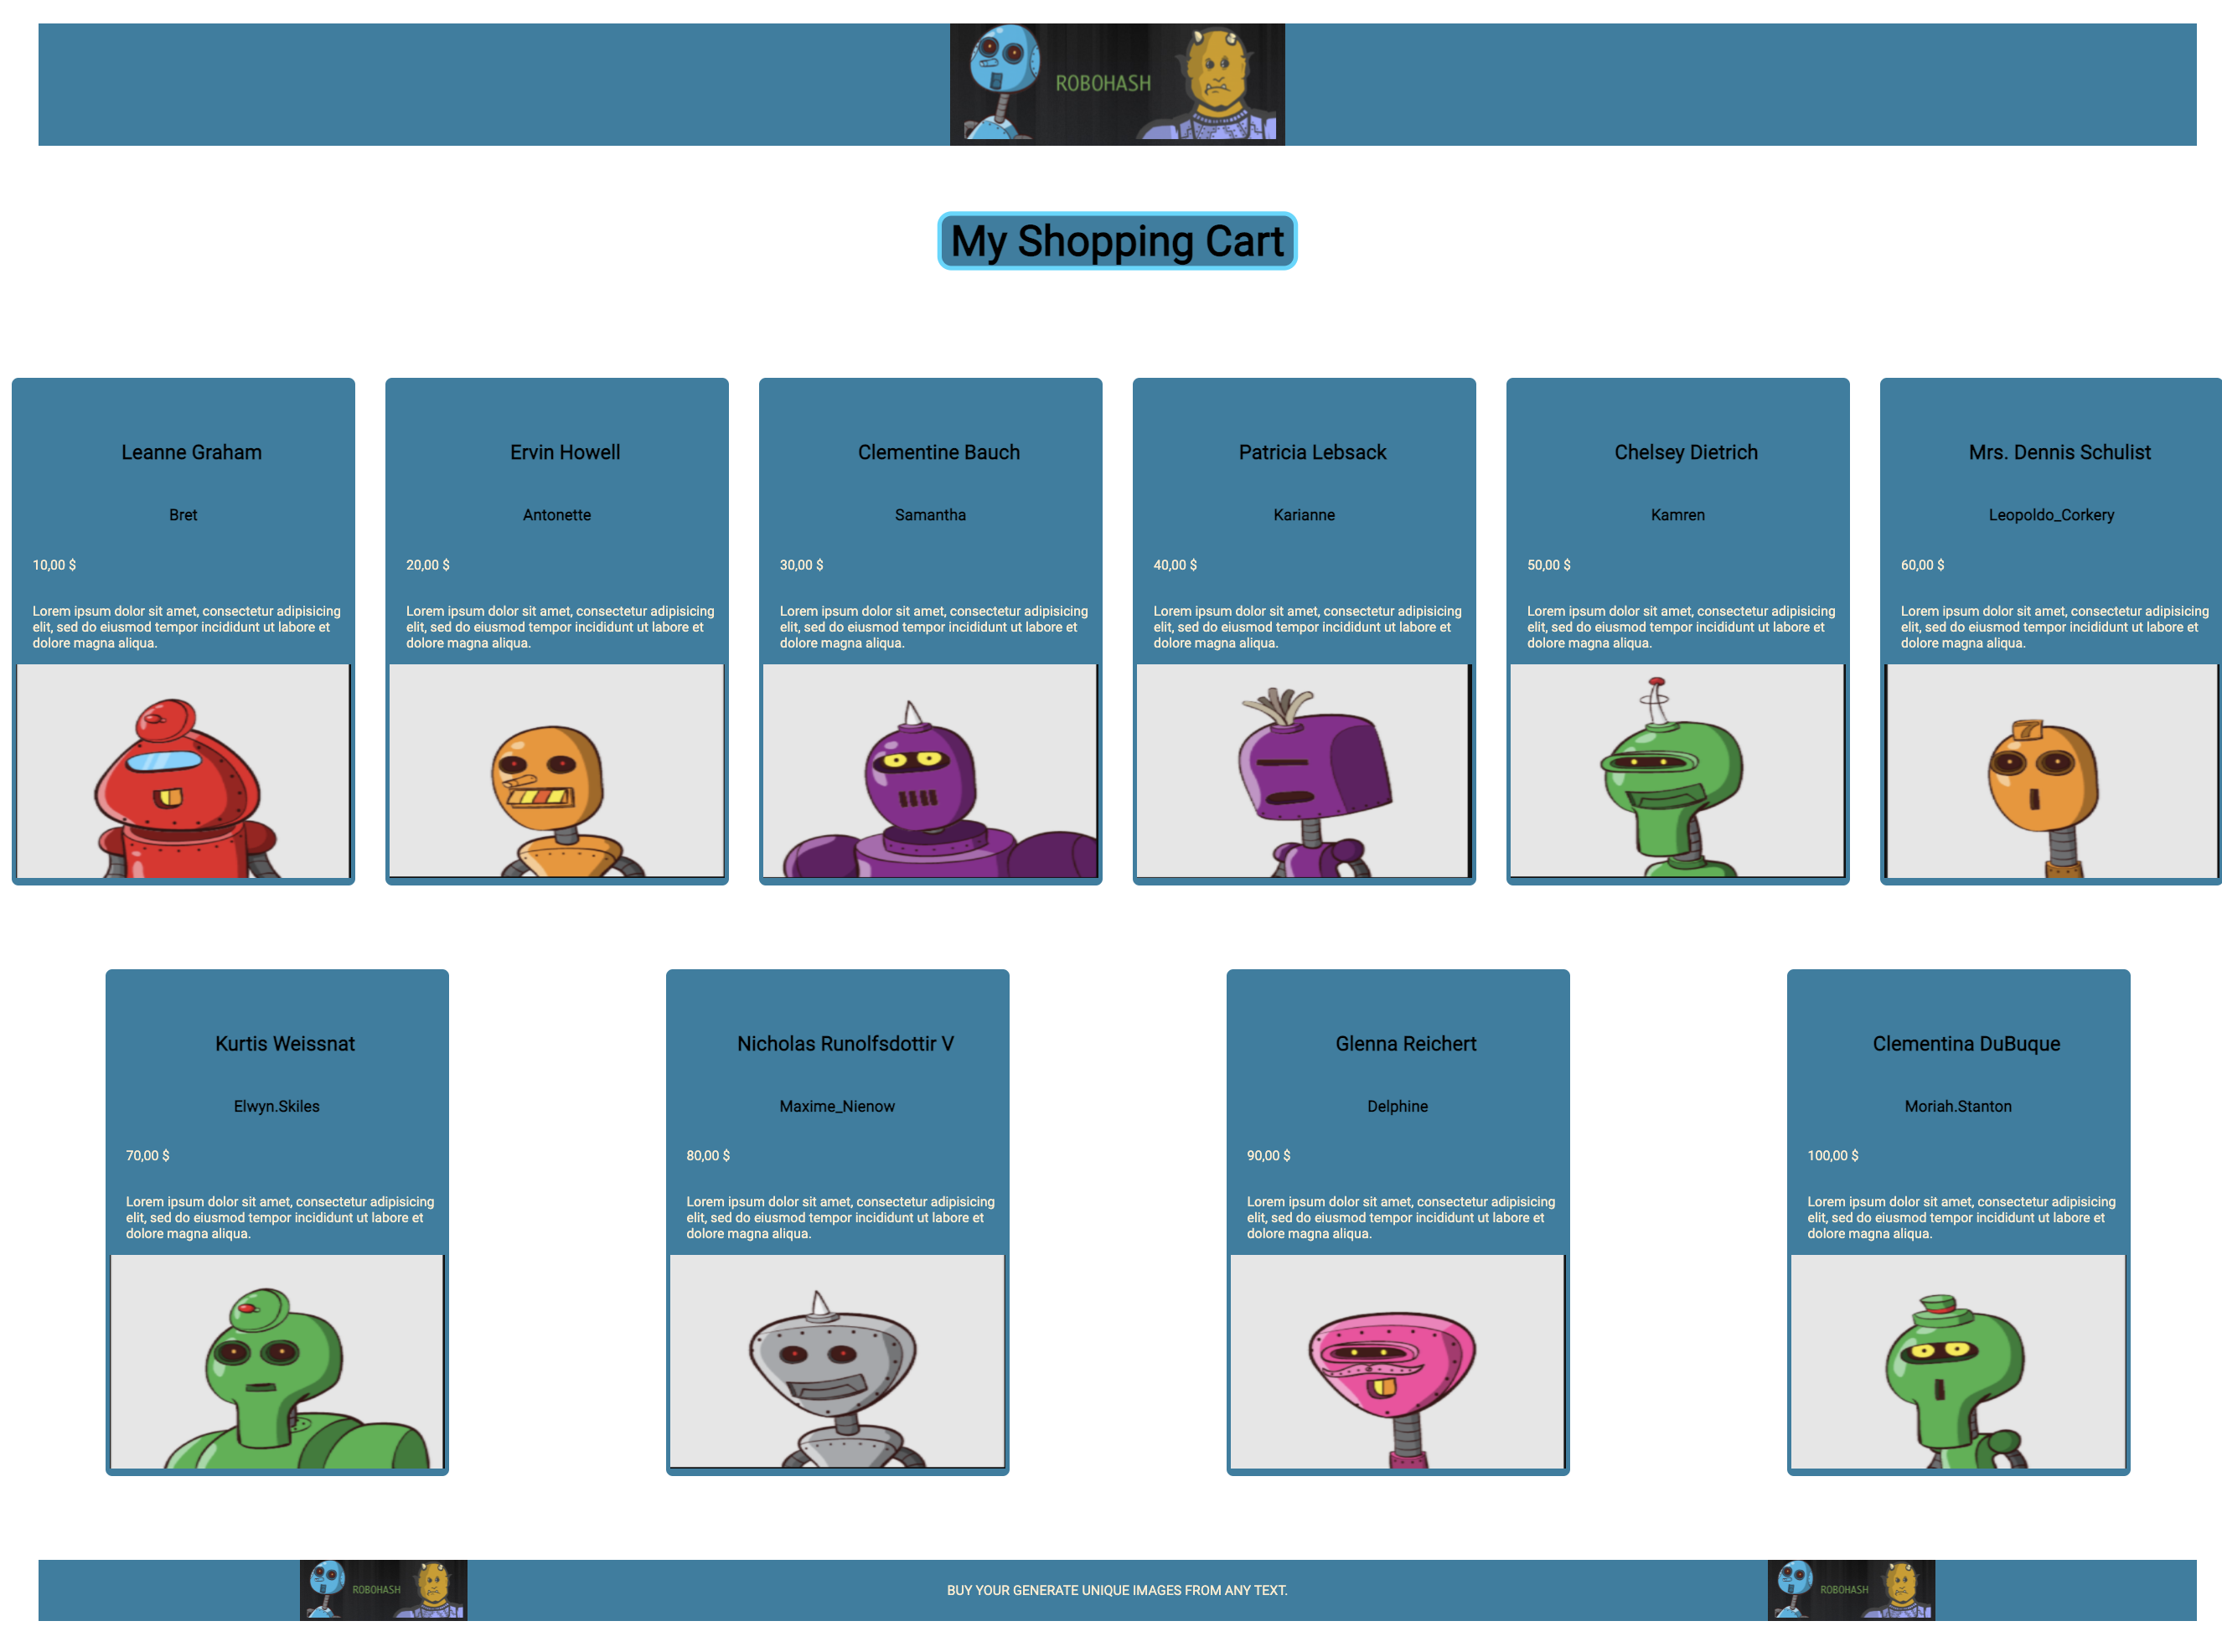 ROBOHASH
My Shopping Cart
Leanne Graham
Bret
10,00 $
Lorem ipsum dolor sit amet, consectetur adipisicing
elit, sed do eiusmod tempor incididunt ut labore et
dolore magna aliqua.
Ervin Howell
Antonette
20,00 $
Lorem ipsum dolor sit amet, consectetur adipisicing
elit, sed do eiusmod tempor incididunt ut labore et
dolore magna aliqua.
Clementine Bauch
Samantha
30,00 $
Lorem ipsum dolor sit amet, consectetur adipisicing
elit, sed do eiusmod tempor incididunt ut labore et
dolore magna aliqua.
Patricia Lebsack
Karianne
40,00 $
Lorem ipsum dolor sit amet, consectetur adipisicing
elit, sed do eiusmod tempor incididunt ut labore et
dolore magna aliqua.
Chelsey Dietrich
Kamren
50,00 $
Lorem ipsum dolor sit amet, consectetur adipisicing
elit, sed do eiusmod tempor incididunt ut labore et
dolore magna aliqua.
Mrs. Dennis Schulist
Leopoldo_Corkery
60,00 $
Lorem ipsum dolor sit amet, consectetur adipisicing
elit, sed do eiusmod tempor incididunt ut labore et
dolore magna aliqua.
Kurtis Weissnat
Elwyn.Skiles
70,00 $
Lorem ipsum dolor sit amet, consectetur adipisicing
elit, sed do eiusmod tempor incididunt ut labore et
dolore magna aliqua.
Nicholas Runolfsdottir V
Maxime_Nienow
80,00 $
Lorem ipsum dolor sit amet, consectetur adipisicing
elit, sed do eiusmod tempor incididunt ut labore et
dolore magna aliqua.
Glenna Reichert
Delphine
90,00 $
Lorem ipsum dolor sit amet, consectetur adipisicing
elit, sed do eiusmod tempor incididunt ut labore et
dolore magna aliqua.
Clementina DuBuque
Moriah.Stanton
100,00 $
Lorem ipsum dolor sit amet, consectetur adipisicing
elit, sed do eiusmod tempor incididunt ut labore et
dolore magna aliqua.
ROBOHASH
BUY YOUR GENERATE UNIQUE IMAGES FROM ANY TEXT.
ROBOHASH